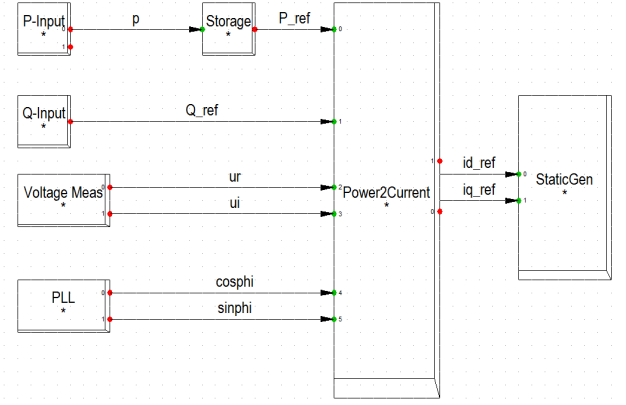 P-Input
*
0
1
p
Storage
*
P_ref
0
Q-Input
*
Q_ref
1
Voltage Meas
*
0
1
ur
ui
2
3
Power2Current
*
1
0
id_ref
iq_ref
0
1
StaticGen
*
PLL
*
0
1
cosphi
sinphi
4
5